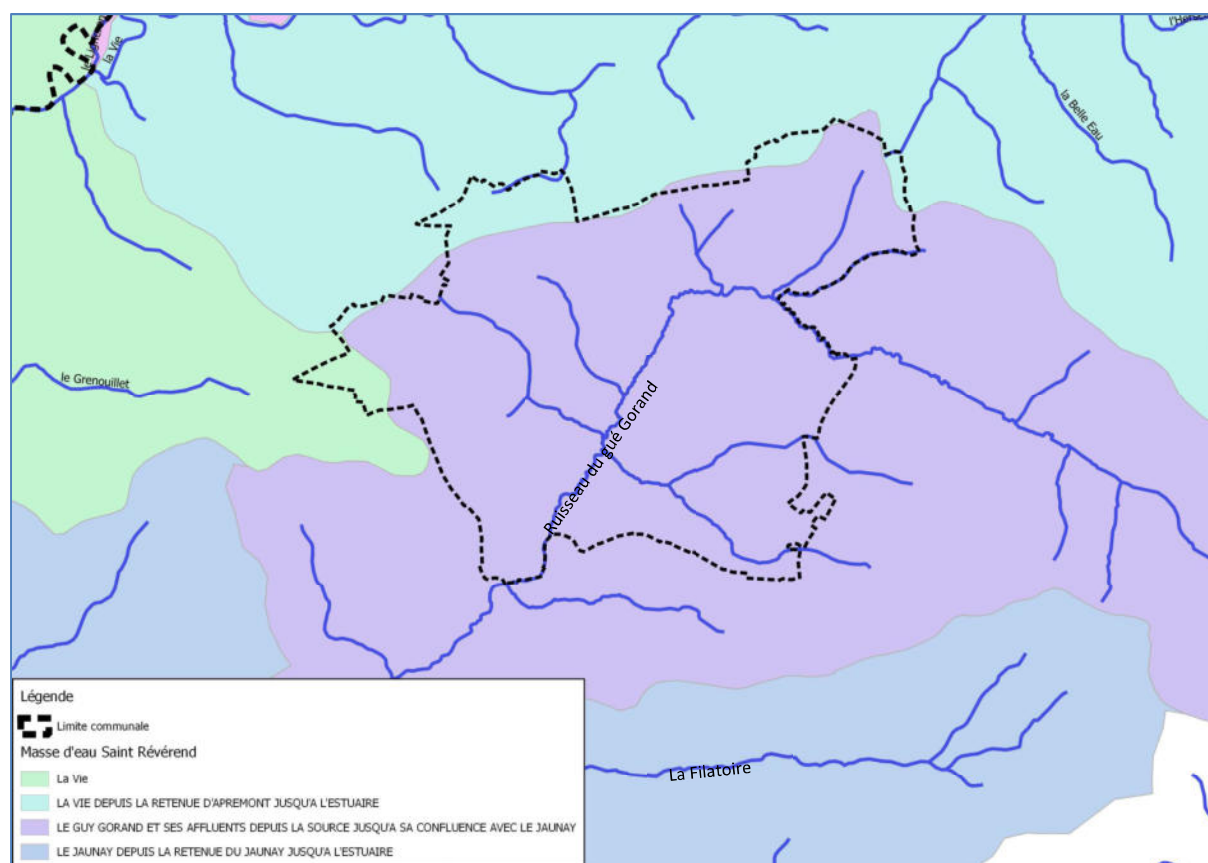 la Vie
la Belle Eau
le Grenouillet
Ruisseau du gué Gorand
La Filatoire
Légende
Limite communale
Masse d'eau Saint Révérend
La Vie
LA VIE DEPUIS LA RETENUE D'APREMONT JUSQU'A L'ESTUAIRE
LE GUY GORAND ET SES AFFLUENTS DEPUIS LA SOURCE JUSQU'A SA CONFLUENCE AVEC LE JAUNAY
LE JAUNAY DEPUIS LA RETENUE DU JAUNAY JUSQU'A L'ESTUAIRE